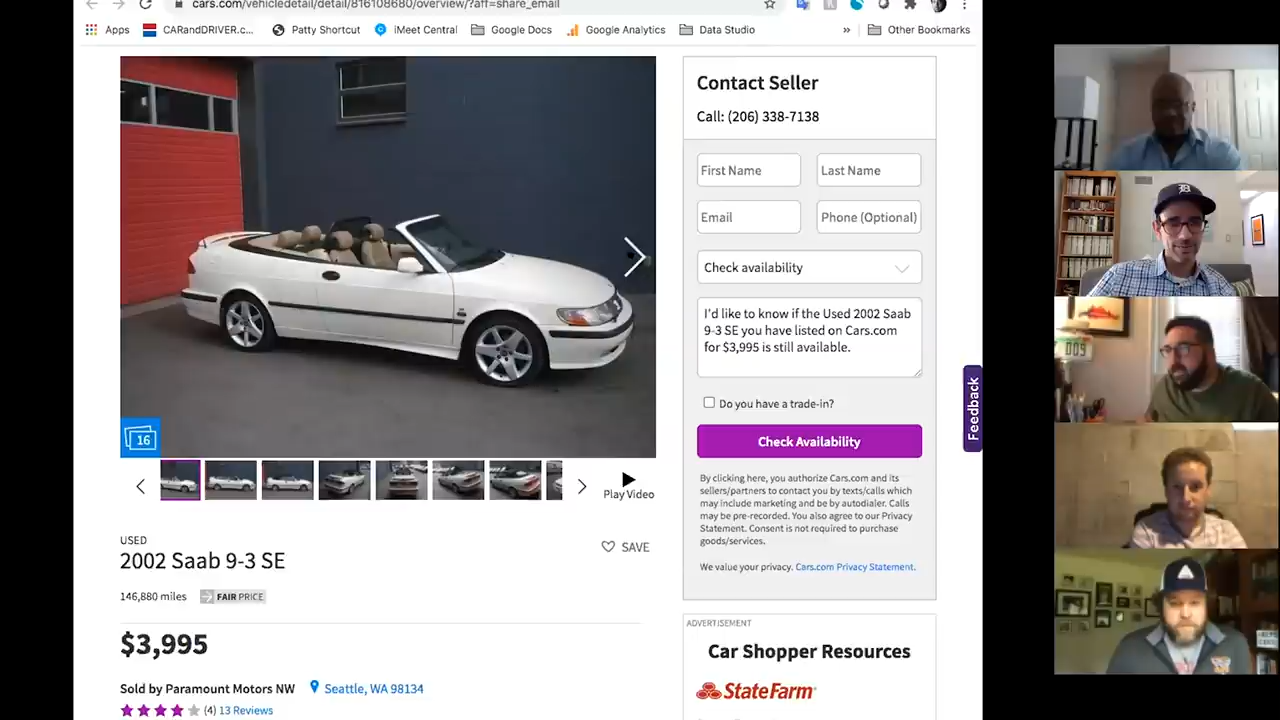 cars.com/vehicledetail/detail/816108680/overview/?aff=share_email
Apps
CARandDRIVER.c...
Patty Shortcut
iMeet Central
Google Docs
Google Analytics
Data Studio
»
Other Bookmarks
16
Play Video
USED
2002 Saab 9-3 SE
SAVE
146,880 miles
FAIR PRICE
$3,995
Sold by Paramount Motors NW
Seattle, WA 98134
(4) 13 Reviews
Contact Seller
Call: (206) 338-7138
First Name
Last Name
Email
Phone (Optional)
Check availability
I'd like to know if the Used 2002 Saab
9-3 SE you have listed on Cars.com
for $3,995 is still available.
Do you have a trade-in?
Check Availability
By clicking here, you authorize Cars.com and its
sellers/partners to contact you by texts/calls which
may include marketing and be by autodialer. Calls
may be pre-recorded. You also agree to our Privacy
Statement. Consent is not required to purchase
goods/services.
We value your privacy. Cars.com Privacy Statement.
Feedback
ADVERTISEMENT
Car Shopper Resources
StateFarm
D
009